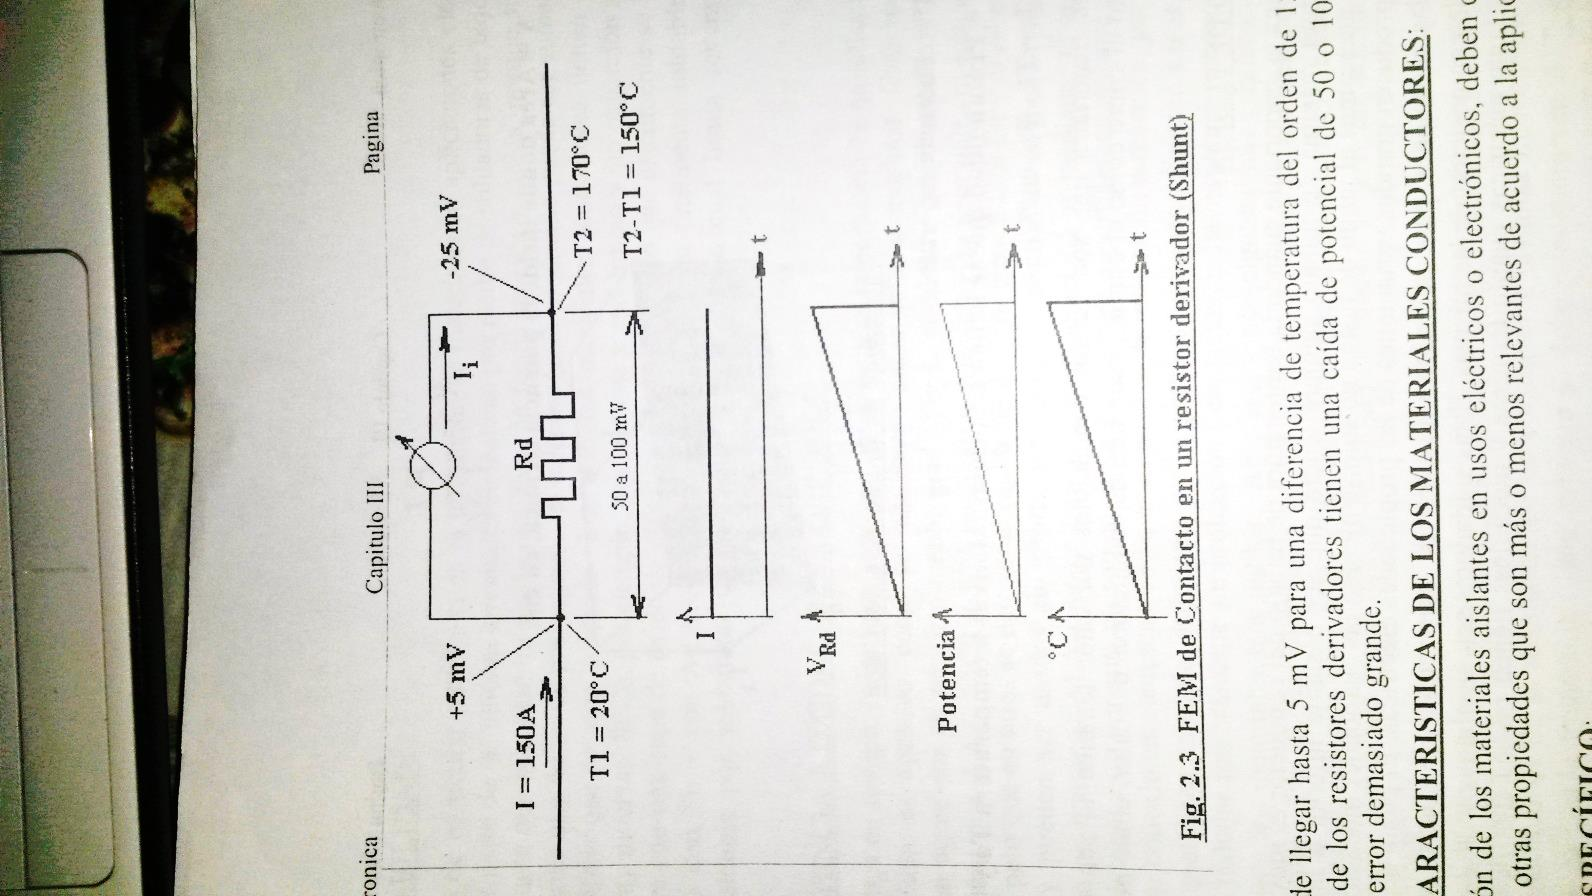 Capitulo III Pagina
+5 mV
-25 mV
Ii
I = 150A
Rd
T1 = 20°C
T2 = 170°C
50 a 100 mV
T2-T1 = 150°C
I
t
VRd
t
Potencia
t
°C
t
Fig. 2.3 FEM de Contacto en un resistor derivador (Shunt)
de llegar hasta 5 mV para una diferencia de temperatura del orden de
de los resistores derivadores tienen una caída de potencial de 50 o
error demasiado grande.
ARACTERISTICAS DE LOS MATERIALES CONDUCTORES:
ón de los materiales aislantes en usos eléctricos o electrónicos, deben
otras propiedades que son más o menos relevantes de acuerdo a la